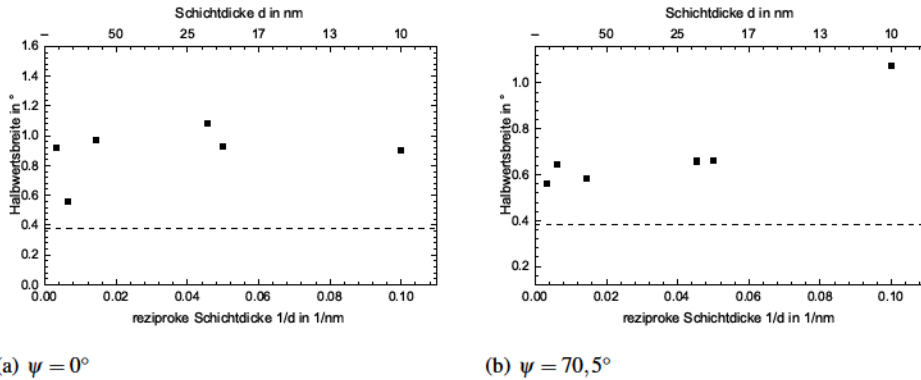 Schichtdicke d in nm
– 50 25 17 13 10
1.6
1.4
1.2
1.0
0.8
0.6
0.4
0.2
0.0
Halbwertsbreite in °
0.00 0.02 0.04 0.06 0.08 0.10
reziproke Schichtdicke 1/d in 1/nm
(a) ψ = 0°
Schichtdicke d in nm
– 50 25 17 13 10
1.0
0.8
0.6
0.4
0.2
Halbwertsbreite in °
0.00 0.02 0.04 0.06 0.08 0.10
reziproke Schichtdicke 1/d in 1/nm
(b) ψ = 70,5°